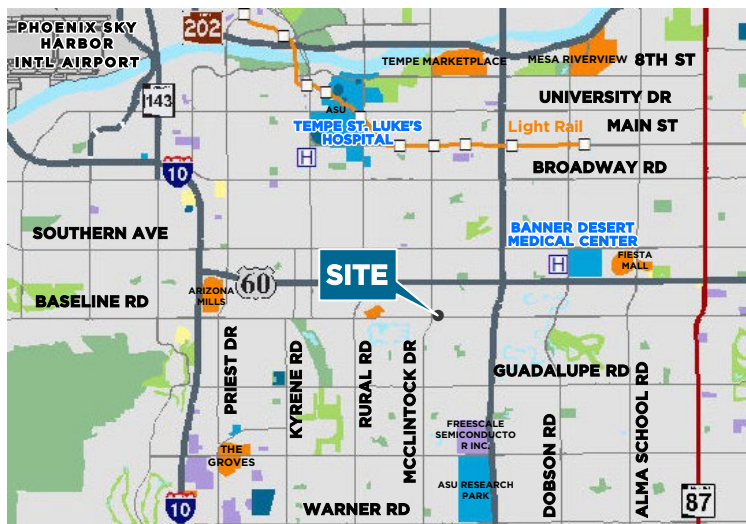 PHOENIX SKY
HARBOR
INTL AIRPORT
202
TEMPE MARKETPLACE
MESA RIVERVIEW
8TH ST
143
ASU
UNIVERSITY DR
TEMPE ST. LUKE'S
HOSPITAL
Light Rail
MAIN ST
H
10
BROADWAY RD
SOUTHERN AVE
BANNER DESERT
MEDICAL CENTER
H
FIESTA
MALL
SITE
60
ARIZONA
MILLS
BASELINE RD
PRIEST DR
KYRENE RD
RURAL RD
MCCLINTOCK DR
GUADALUPE RD
DOBSON RD
ALMA SCHOOL RD
FREESCALE
SEMICONDUCTO
R INC.
THE
GROVES
ASU RESEARCH
PARK
10
WARNER RD
87